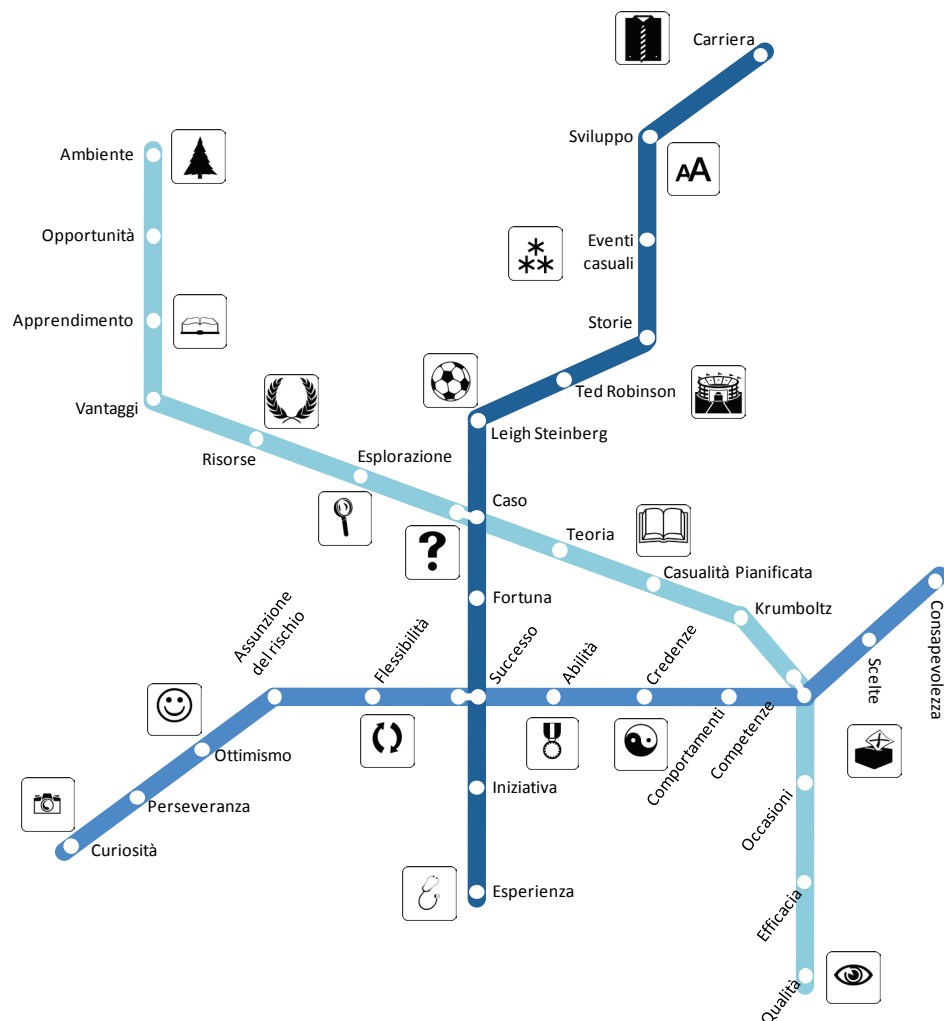 Carriera
Sviluppo
Ambiente
Opportunità
Eventi
casuali
Apprendimento
Storie
Ted Robinson
Vantaggi
Leigh Steinberg
Risorse
Esplorazione
Caso
Teoria
Casualità Pianificata
Krumboltz
Fortuna
Assunzione
del rischio
Flessibilità
Successo
Abilità
Credenze
Comportamenti
Competenze
Scelte
Consapevolezza
Ottimismo
Perseveranza
Curiosità
Iniziativa
Occasioni
Esperienza
Efficacia
Qualità